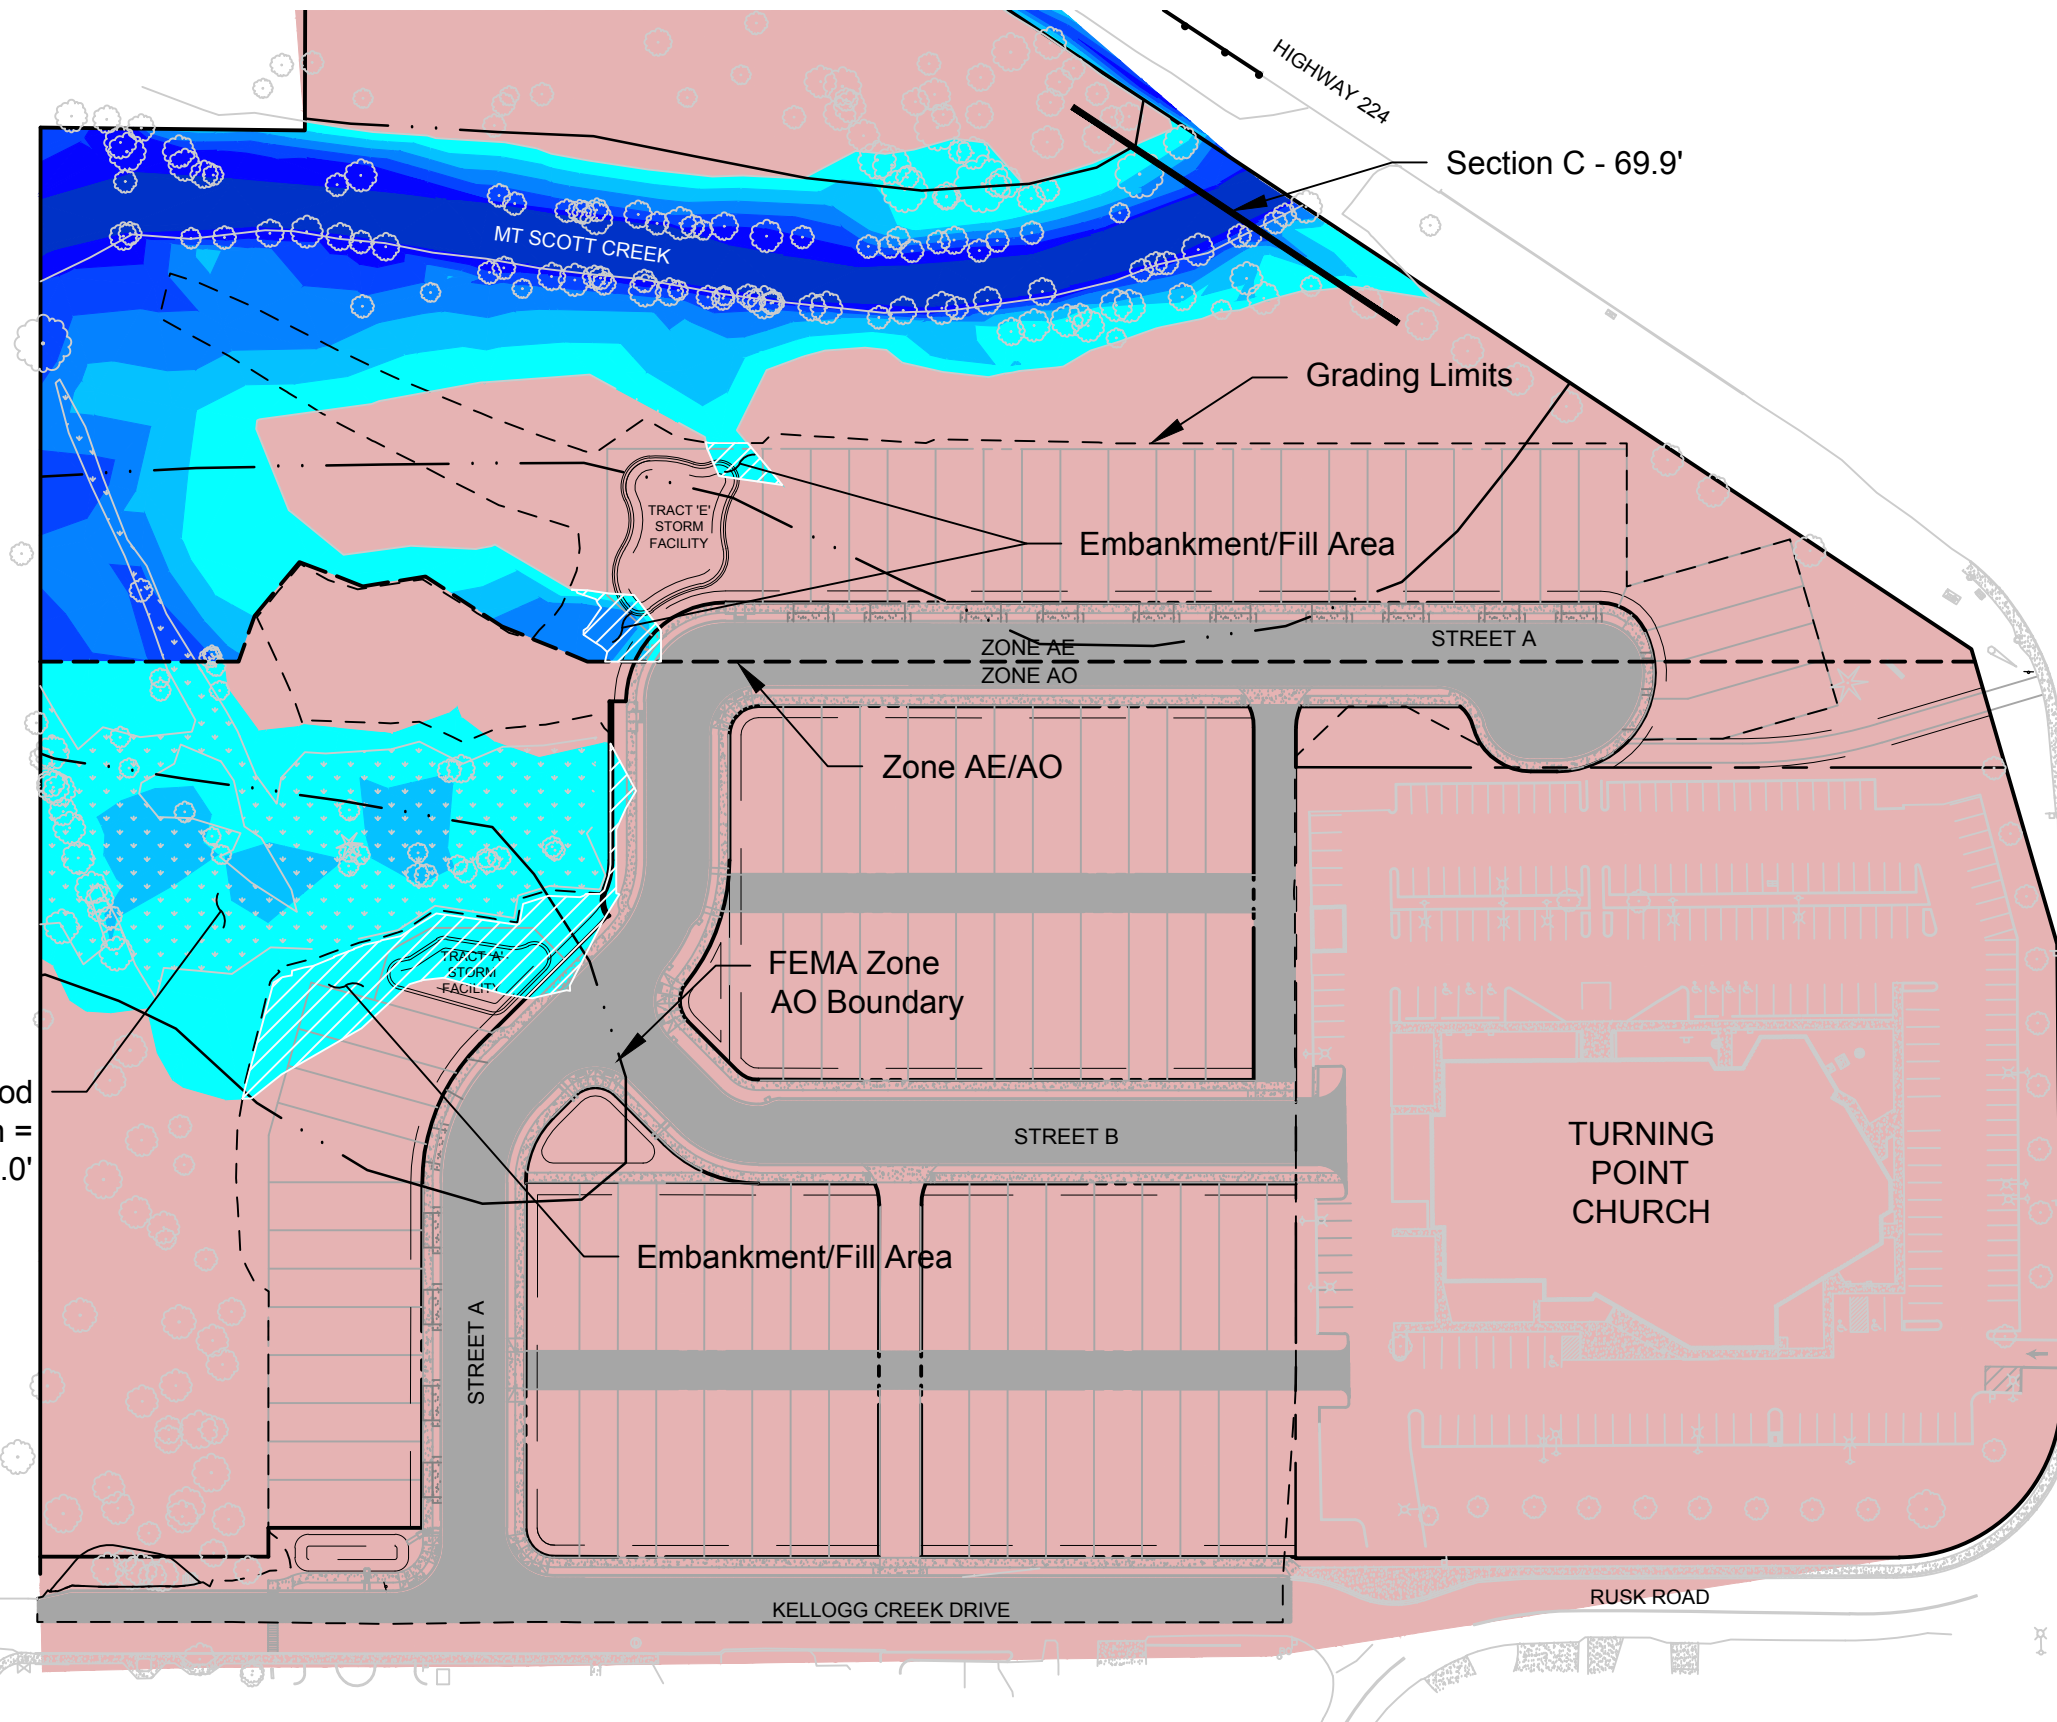 HIGHWAY 224
Section C - 69.9'
MT SCOTT CREEK
Grading Limits
TRACT 'E'
STORM
FACILITY
Embankment/Fill Area
STREET A
ZONE AE
ZONE AO
Zone AE/AO
TRACT 'A'
STORM
FACILITY
FEMA Zone
AO Boundary
od
=
.0'
STREET B
TURNING
POINT
CHURCH
Embankment/Fill Area
STREET A
KELLOGG CREEK DRIVE
RUSK ROAD